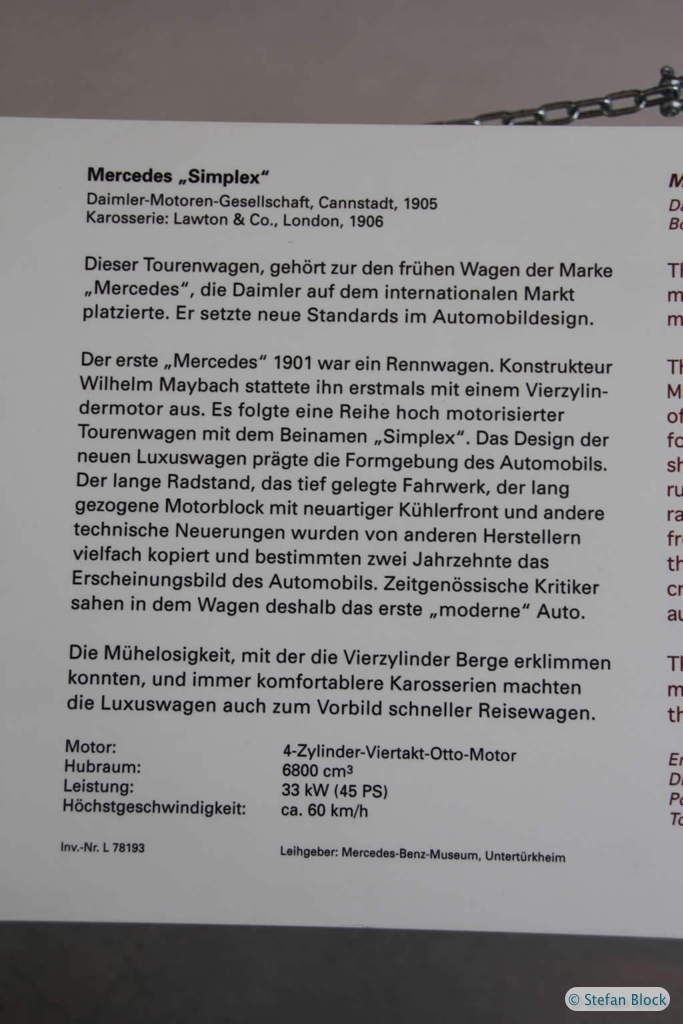 Mercedes „Simplex“
Daimler-Motoren-Gesellschaft, Cannstadt, 1905
Karosserie: Lawton & Co., London, 1906
Dieser Tourenwagen, gehört zur den frühen Wagen der Marke
„Mercedes“, die Daimler auf dem internationalen Markt
platzierte. Er setzte neue Standards im Automobildesign.
Der erste „Mercedes“ 1901 war ein Rennwagen. Konstrukteur
Wilhelm Maybach stattete ihn erstmals mit einem Vierzylin-
dermotor aus. Es folgte eine Reihe hoch motorisierter
Tourenwagen mit dem Beinamen „Simplex“. Das Design der
neuen Luxuswagen prägte die Formgebung des Automobils.
Der lange Radstand, das tief gelegte Fahrwerk, der lang
gezogene Motorblock mit neuartiger Kühlerfront und andere
technische Neuerungen wurden von anderen Herstellern
vielfach kopiert und bestimmten zwei Jahrzehnte das
Erscheinungsbild des Automobils. Zeitgenössische Kritiker
sahen in dem Wagen deshalb das erste „moderne“ Auto.
Die Mühelosigkeit, mit der die Vierzylinder Berge erklimmen
konnten, und immer komfortablere Karosserien machten
die Luxuswagen auch zum Vorbild schneller Reisewagen.
Motor: 4-Zylinder-Viertakt-Otto-Motor
Hubraum: 6800 cm³
Leistung: 33 kW (45 PS)
Höchstgeschwindigkeit: ca. 60 km/h
Inv.-Nr. L 78193 Leihgeber: Mercedes-Benz-Museum, Untertürkheim
© Stefan Block